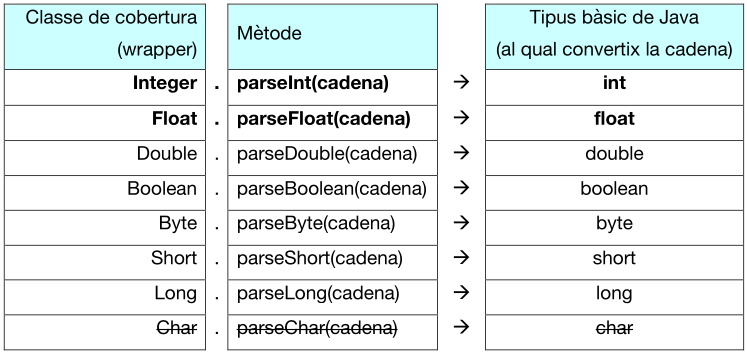 Classe de cobertura
(wrapper)
Mètode
Tipus bàsic de Java
(al qual convertix la cadena)
Integer . parseInt(cadena) → int
Float . parseFloat(cadena) → float
Double . parseDouble(cadena) → double
Boolean . parseBoolean(cadena) → boolean
Byte . parseByte(cadena) → byte
Short . parseShort(cadena) → short
Long . parseLong(cadena) → long
Char . parseChar(cadena) → char